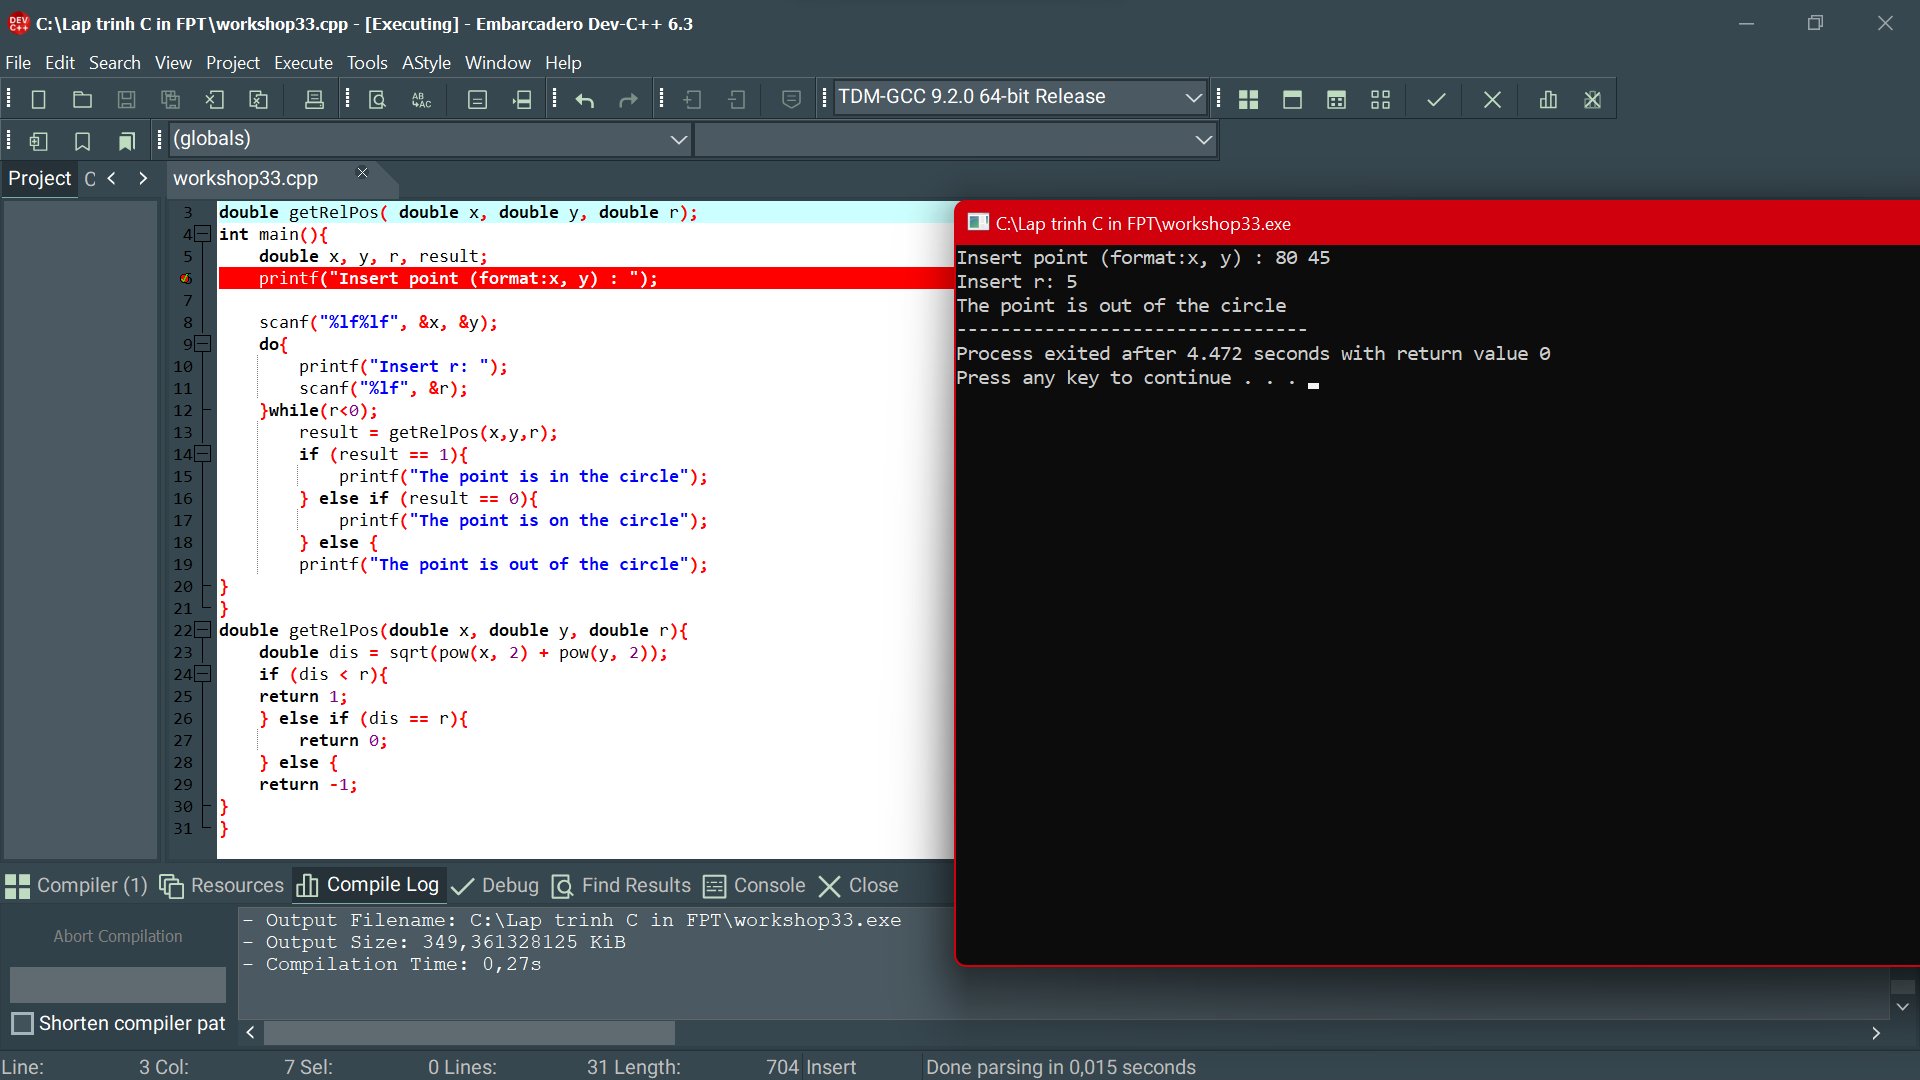 C:\Lap trinh C in FPT\workshop33.cpp - [Executing] - Embarcadero Dev-C++ 6.3
File Edit Search View Project Execute Tools AStyle Window Help
TDM-GCC 9.2.0 64-bit Release
(globals)
Project C
workshop33.cpp
3 double getRelPos( double x, double y, double r);
4 int main(){
5 double x, y, r, result;
6 printf("Insert point (format:x, y) : ");
7
8 scanf("%lf%lf", &x, &y);
9 do{
10 printf("Insert r: ");
11 scanf("%lf", &r);
12 }while(r<0);
13 result = getRelPos(x,y,r);
14 if (result == 1){
15 printf("The point is in the circle");
16 } else if (result == 0){
17 printf("The point is on the circle");
18 } else {
19 printf("The point is out of the circle");
20 }
21 }
22 double getRelPos(double x, double y, double r){
23 double dis = sqrt(pow(x, 2) + pow(y, 2));
24 if (dis < r){
25 return 1;
26 } else if (dis == r){
27 return 0;
28 } else {
29 return -1;
30 }
31 }
C:\Lap trinh C in FPT\workshop33.exe
Insert point (format:x, y) : 80 45
Insert r: 5
The point is out of the circle
--------------------------------
Process exited after 4.472 seconds with return value 0
Press any key to continue . . .
Compiler (1) Resources Compile Log Debug Find Results Console Close
Abort Compilation
Shorten compiler pat
- Output Filename: C:\Lap trinh C in FPT\workshop33.exe
- Output Size: 349,361328125 KiB
- Compilation Time: 0,27s
Line: 3 Col: 7 Sel: 0 Lines: 31 Length: 704 Insert Done parsing in 0,015 seconds